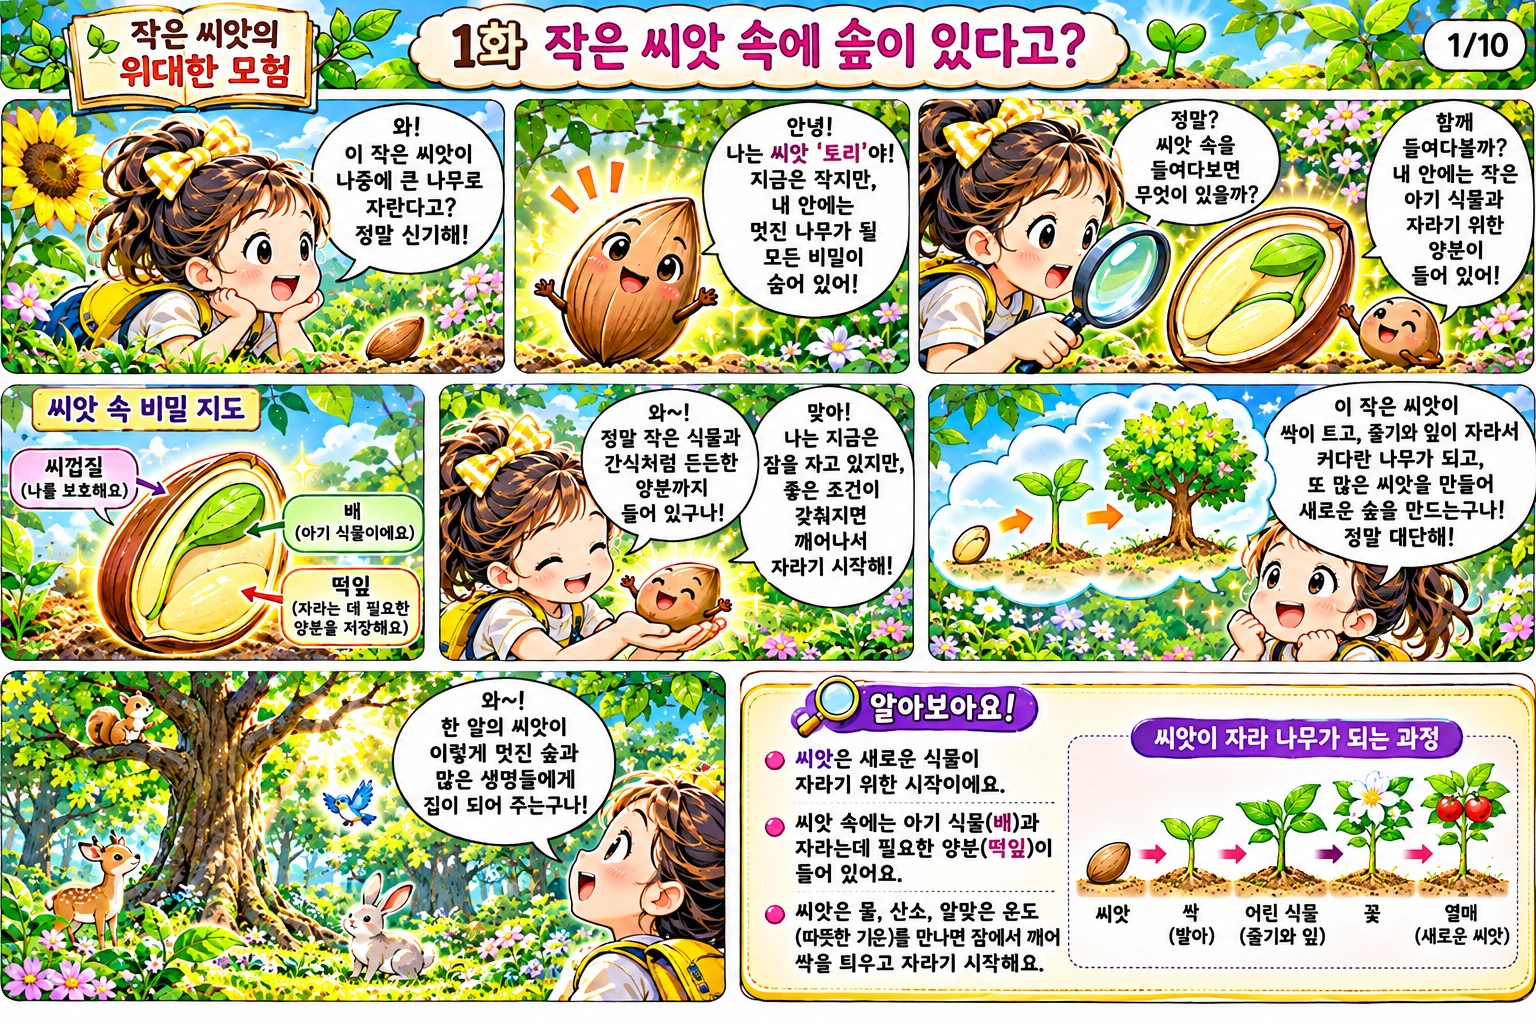 작은 씨앗의
위대한 모험
1화 작은 씨앗 속에 숲이 있다고?
1/10
와!
이 작은 씨앗이
나중에 큰 나무로
자란다고?
정말 신기해!
안녕!
나는 씨앗 ‘토리’야!
지금은 작지만,
내 안에는
멋진 나무가 될
모든 비밀이
숨어 있어!
정말?
씨앗 속을
들여다보면
무엇이 있을까?
함께
들여다볼까?
내 안에는 작은
아기 식물과
자라기 위한
양분이
들어 있어!
씨앗 속 비밀 지도
씨껍질
(나를 보호해요)
배
(아기 식물이에요)
떡잎
(자라는 데 필요한
양분을 저장해요)
와~!
정말 작은 식물과
간식처럼 든든한
양분까지
들어 있구나!
맞아!
나는 지금은
잠을 자고 있지만,
좋은 조건이
갖춰지면
깨어나서
자라기 시작해!
이 작은 씨앗이
싹이 트고, 줄기와 잎이 자라서
커다란 나무가 되고,
또 많은 씨앗을 만들어
새로운 숲을 만드는구나!
정말 대단해!
와~!
한 알의 씨앗이
이렇게 멋진 숲과
많은 생명들에게
집이 되어 주는구나!
알아보아요!
씨앗은 새로운 식물이
자라기 위한 시작이에요.
씨앗 속에는 아기 식물(배)과
자라는데 필요한 양분(떡잎)이
들어 있어요.
씨앗은 물, 산소, 알맞은 온도
(따뜻한 기운)를 만나면 잠에서 깨어
싹을 틔우고 자라기 시작해요.
씨앗이 자라 나무가 되는 과정
씨앗
싹
(발아)
어린 식물
(줄기와 잎)
꽃
열매
(새로운 씨앗)